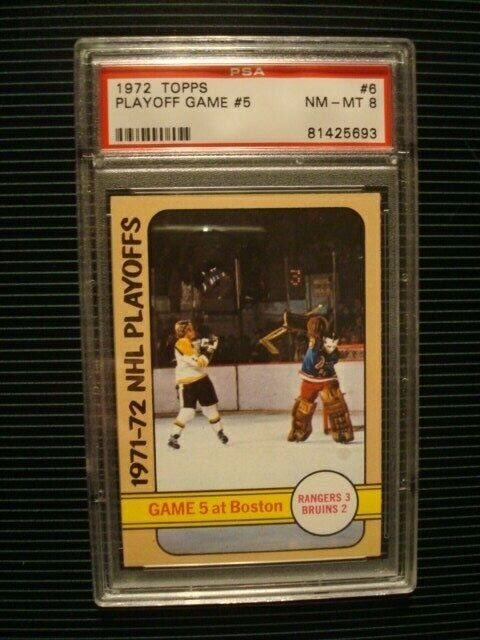 PSA
1972 TOPPS #6
PLAYOFF GAME #5 NM-MT 8
81425693
1971-72 NHL PLAYOFFS
GAME 5 at Boston
RANGERS 3
BRUINS 2